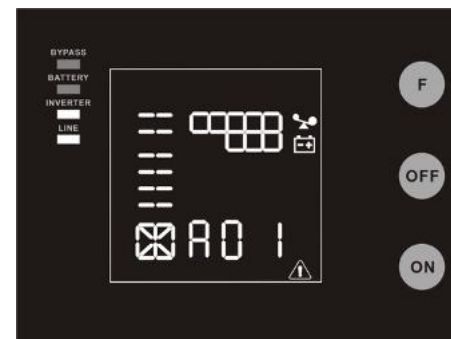 BYPASS
BATTERY
INVERTER
LINE
F
OFF
ON
A01